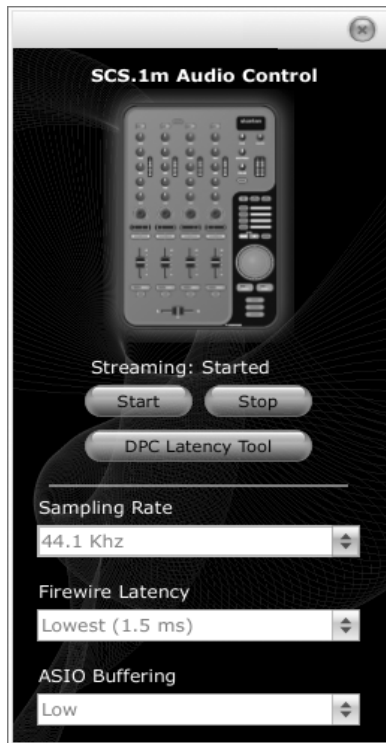 SCS.1m Audio Control
Streaming: Started
Start
Stop
DPC Latency Tool
Sampling Rate
44.1 Khz
Firewire Latency
Lowest (1.5 ms)
ASIO Buffering
Low